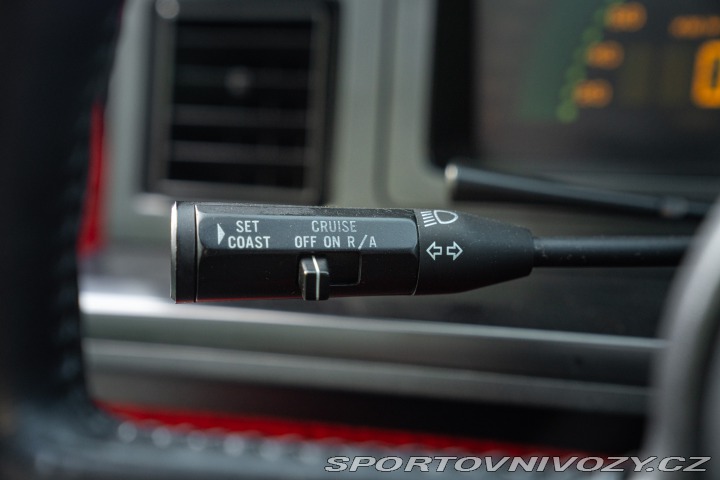 SET
COAST
CRUISE
OFF ON R/A
SPORTOVNIVOZY.CZ